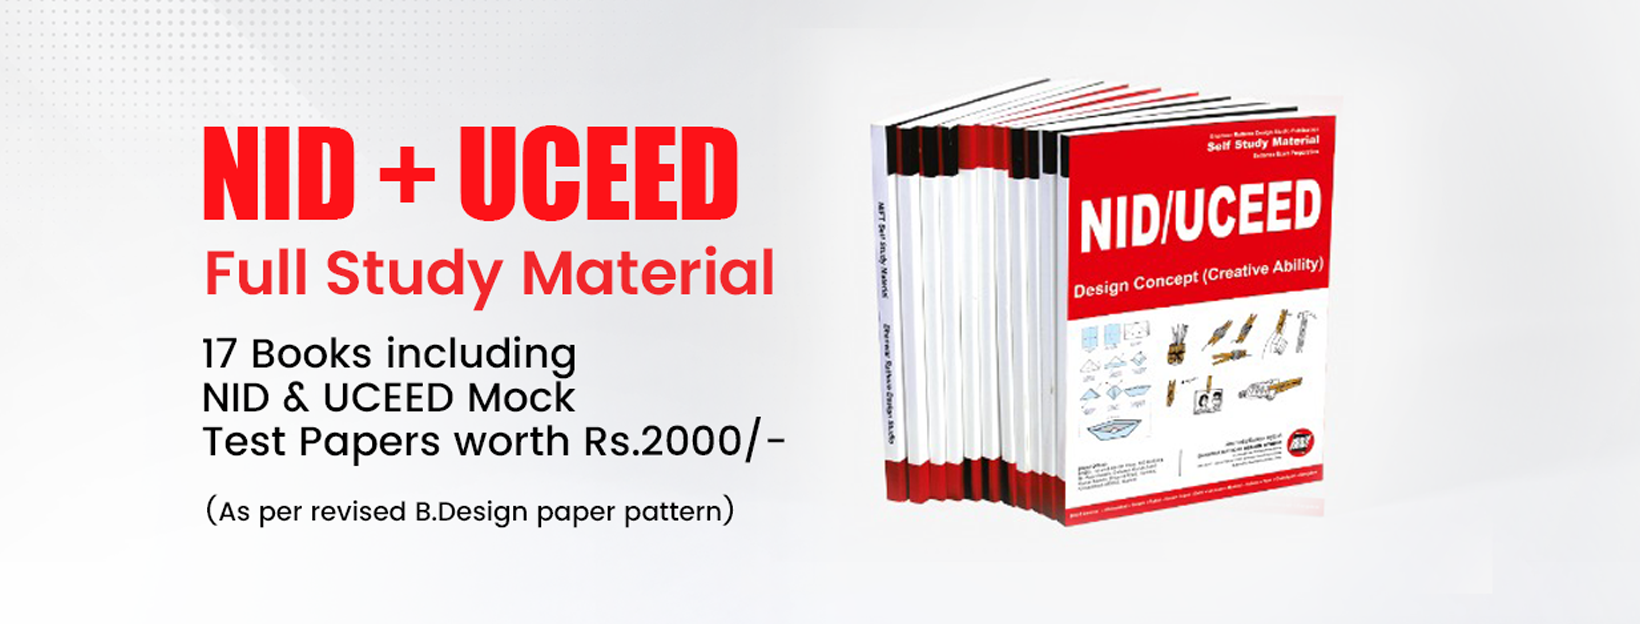 NID + UCEED
Full Study Material
17 Books including
NID & UCEED Mock
Test Papers worth Rs.2000/-
(As per revised B.Design paper pattern)
Self Study Material
NID/UCEED
Design Concept (Creative Ability)